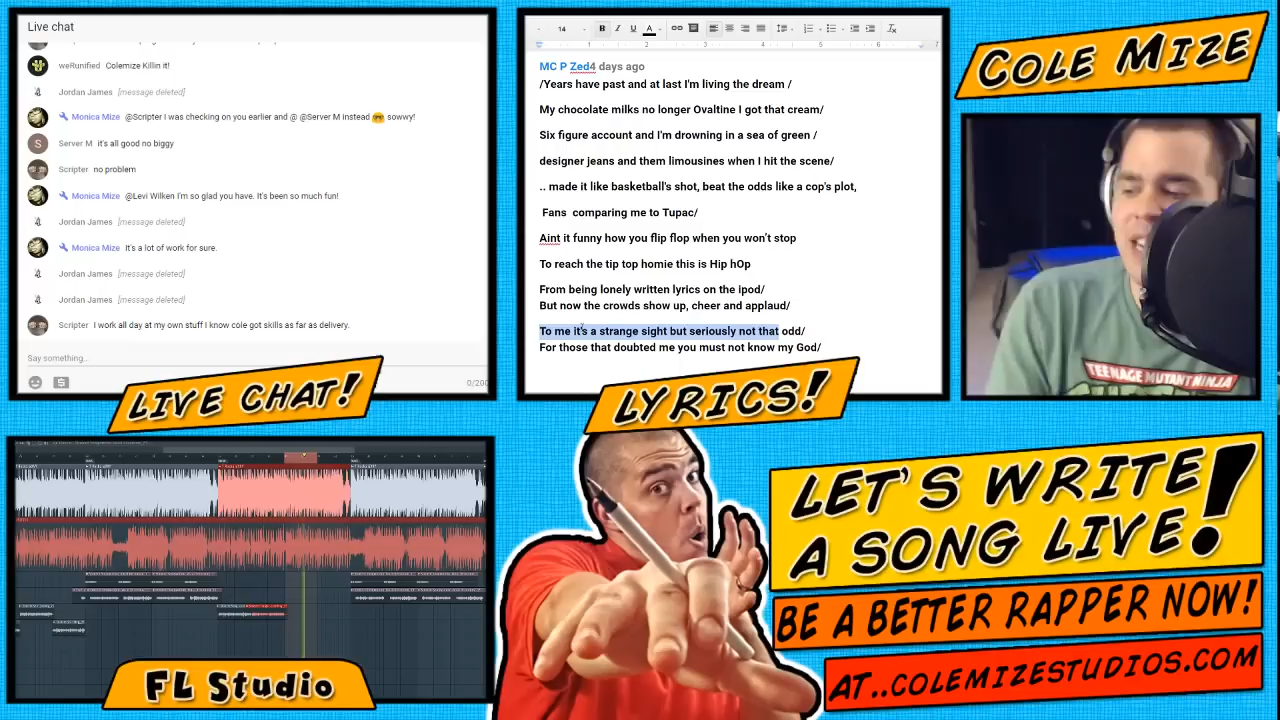 Live chat
weRunified Colemize Killin it!
Jordan James [message deleted]
Monica Mize @Scripter I was checking on you earlier and @ @Server M instead sowwy!
S Server M it's all good no biggy
Scripter no problem
Monica Mize @Levi Wilken I'm so glad you have. It's been so much fun!
Jordan James [message deleted]
Monica Mize It's a lot of work for sure.
Jordan James [message deleted]
Jordan James [message deleted]
Scripter I work all day at my own stuff I know cole got skills as far as delivery.
Say something...
0/200
LIVE CHAT!
14 B I U A
1 2 3 4 5 6 7
MC P Zed4 days ago
/Years have past and at last I'm living the dream /
My chocolate milks no longer Ovaltine I got that cream/
Six figure account and I'm drowning in a sea of green /
designer jeans and them limousines when I hit the scene/
.. made it like basketball's shot, beat the odds like a cop's plot,
Fans comparing me to Tupac/
Aint it funny how you flip flop when you won't stop
To reach the tip top homie this is Hip hOp
From being lonely written lyrics on the ipod/
But now the crowds show up, cheer and applaud/
To me it's a strange sight but seriously not that odd/
For those that doubted me you must not know my God/
LYRICS!
COLE MIZE
TEENAGE MUTANT NINJA
FL Studio
LET'S WRITE
A SONG LIVE!
BE A BETTER RAPPER NOW!
AT..COLEMIZESTUDIOS.COM